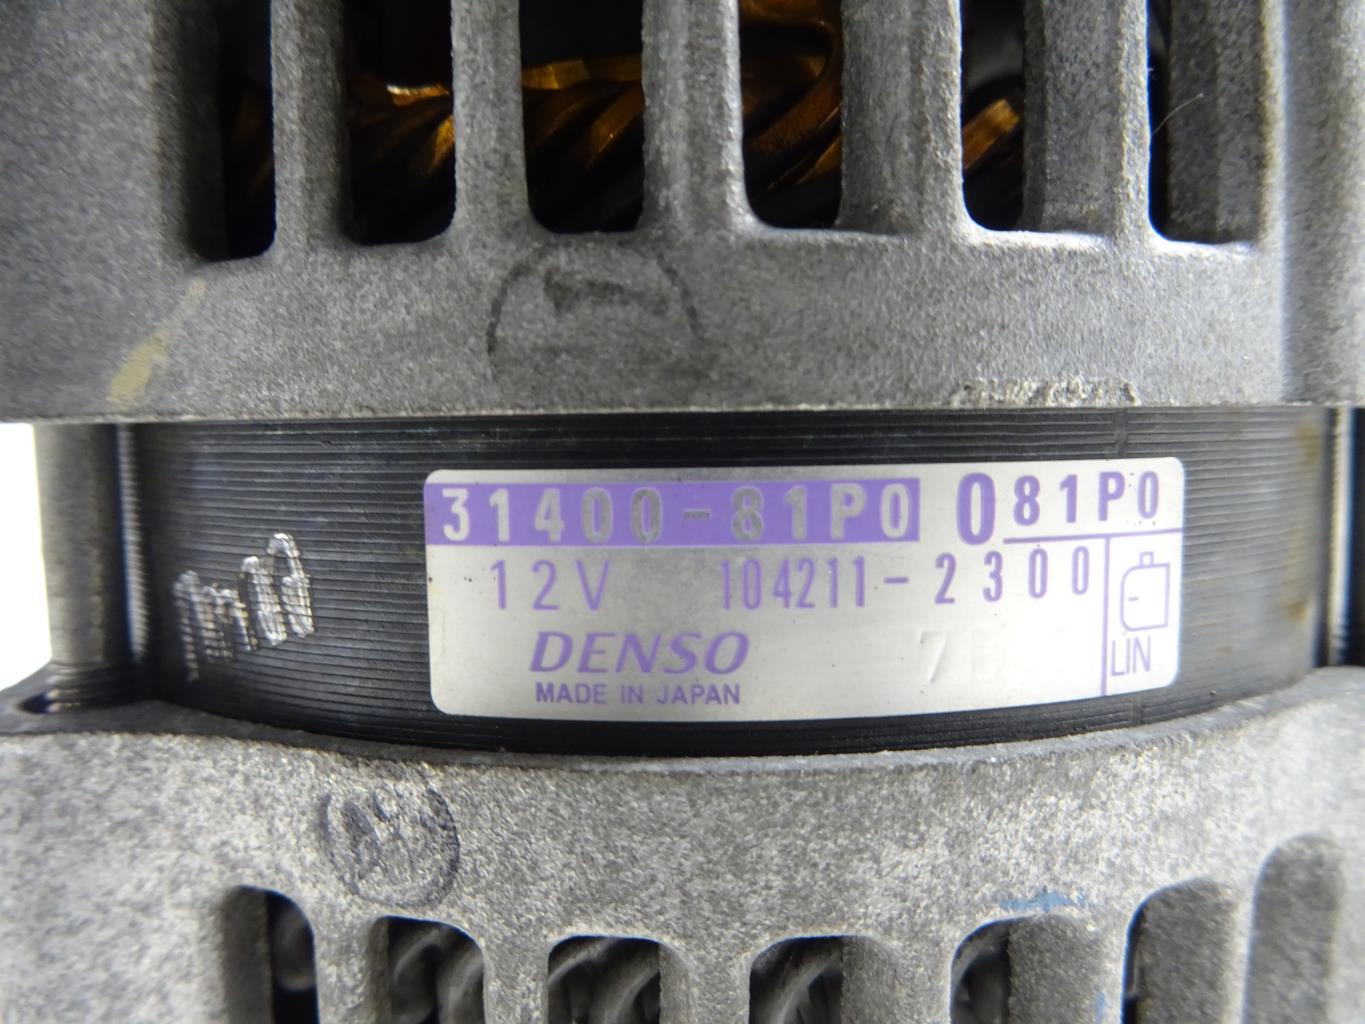 31400-81P0 081P0
12V 104211-2300
DENSO
MADE IN JAPAN
LIN